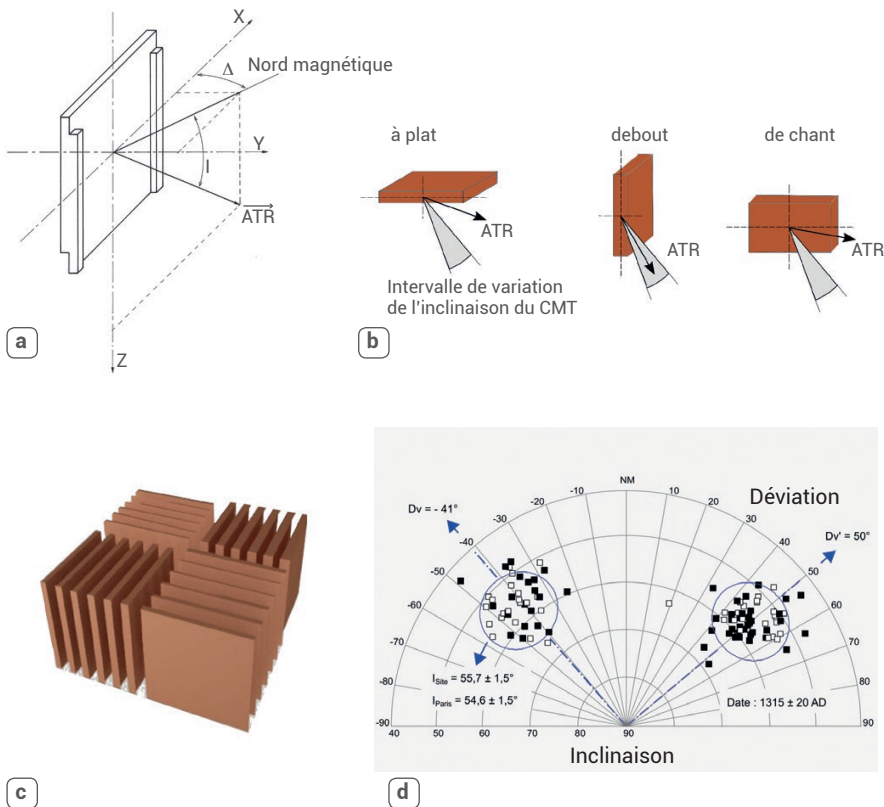 X
Nord magnétique
Δ
I
Y
ATR
Z
a
à plat
debout
de chant
ATR
ATR
ATR
Intervalle de variation
de l'inclinaison du CMT
b
c
NM
-10
10
-20
20
-30
30
-40
40
-50
50
-60
60
-70
70
-80
80
-90
90
Déviation
Dv = - 41°
Dv' = 50°
I Site = 55,7 ± 1,5°
I Paris = 54,6 ± 1,5°
Date : 1315 ± 20 AD
40
50
60
70
80
90
80
70
60
50
40
Inclinaison
d